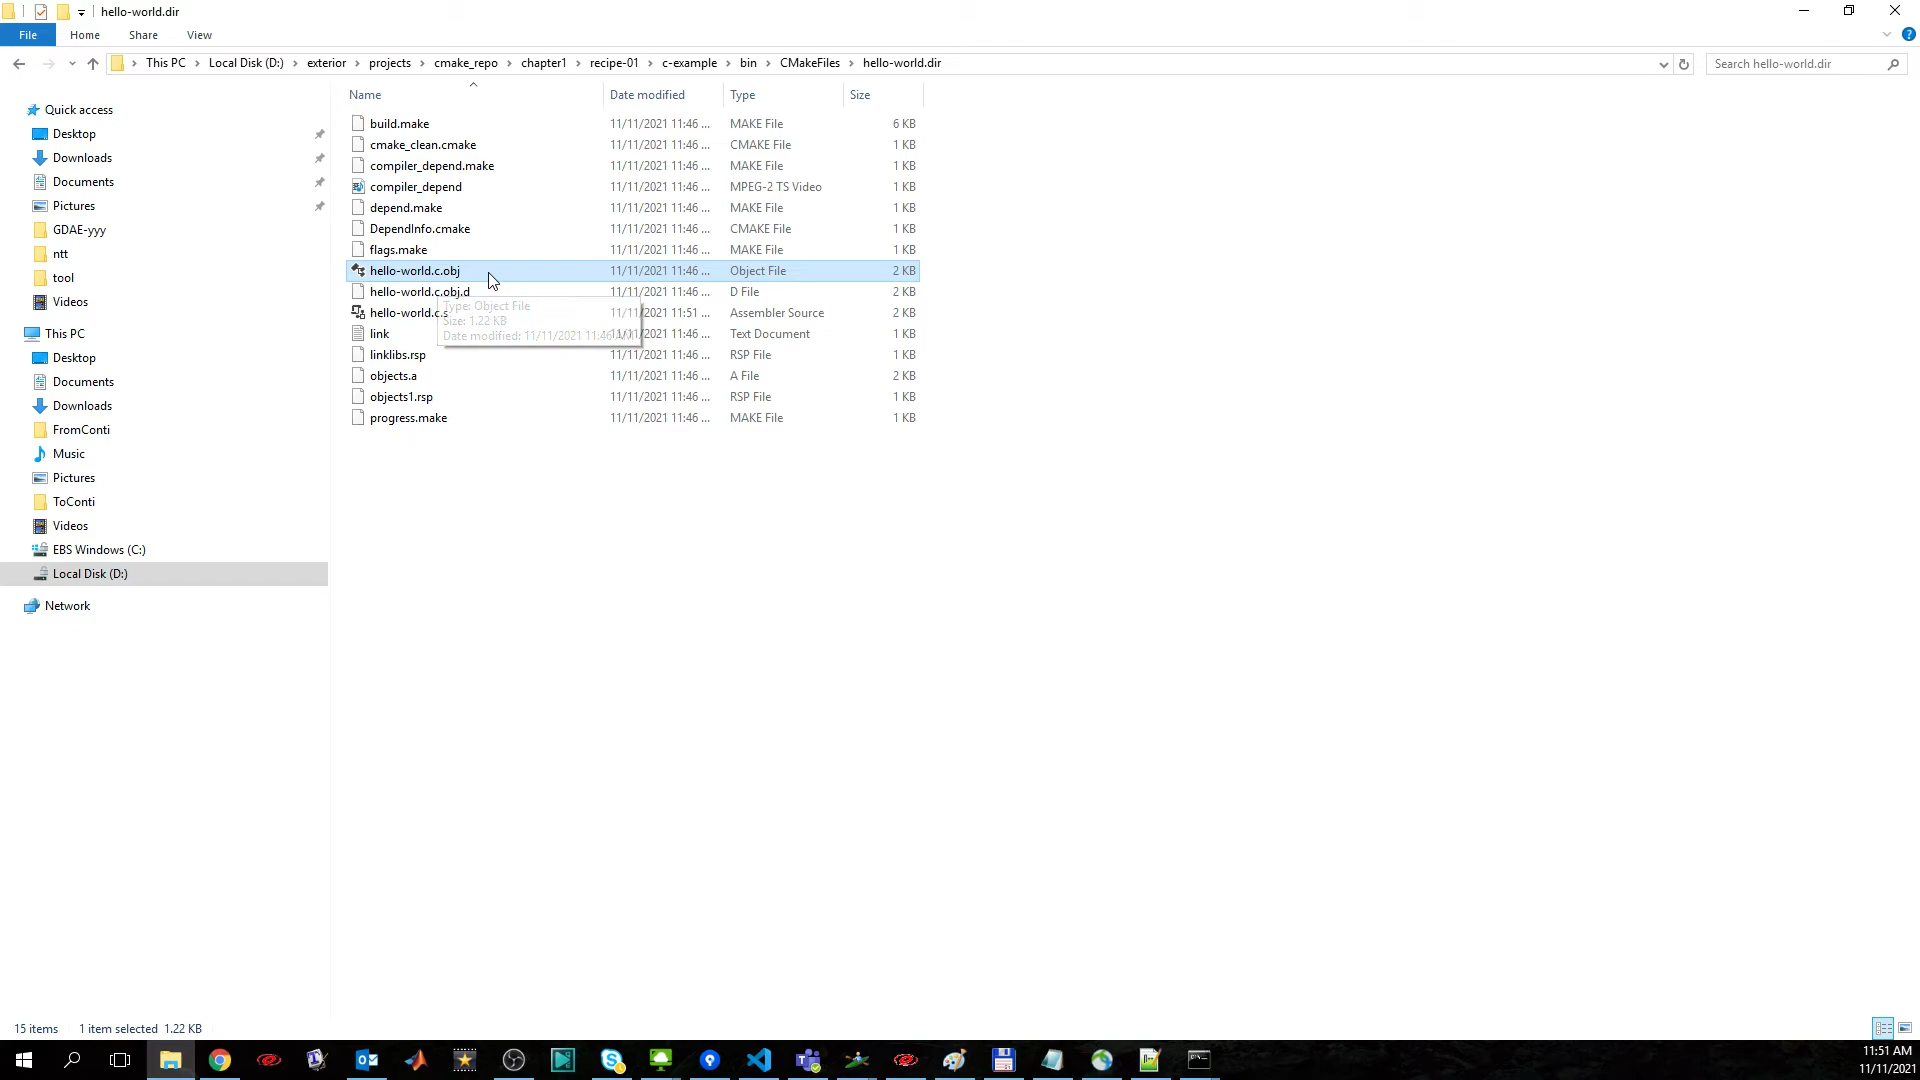 hello-world.dir
File Home Share View
This PC Local Disk (D:) exterior projects cmake_repo chapter1 recipe-01 c-example bin CMakeFiles hello-world.dir
Search hello-world.dir
Name Date modified Type Size
Quick access
Desktop
Downloads
Documents
Pictures
GDAE-yyy
ntt
tool
Videos
This PC
Desktop
Documents
Downloads
FromConti
Music
Pictures
ToConti
Videos
EBS Windows (C:)
Local Disk (D:)
Network
build.make 11/11/2021 11:46 ... MAKE File 6 KB
cmake_clean.cmake 11/11/2021 11:46 ... CMAKE File 1 KB
compiler_depend.make 11/11/2021 11:46 ... MAKE File 1 KB
compiler_depend 11/11/2021 11:46 ... MPEG-2 TS Video 1 KB
depend.make 11/11/2021 11:46 ... MAKE File 1 KB
DependInfo.cmake 11/11/2021 11:46 ... CMAKE File 1 KB
flags.make 11/11/2021 11:46 ... MAKE File 1 KB
hello-world.c.obj 11/11/2021 11:46 ... Object File 2 KB
hello-world.c.obj.d 11/11/2021 11:46 ... D File 2 KB
hello-world.c.s 11/11/2021 11:51 ... Assembler Source 2 KB
link 11/11/2021 11:46 ... Text Document 1 KB
linklibs.rsp 11/11/2021 11:46 ... RSP File 1 KB
objects.a 11/11/2021 11:46 ... A File 2 KB
objects1.rsp 11/11/2021 11:46 ... RSP File 1 KB
progress.make 11/11/2021 11:46 ... MAKE File 1 KB
Type: Object File
Size: 1.22 KB
Date modified: 11/11/2021 11:46 AM
15 items 1 item selected 1.22 KB
11:51 AM
11/11/2021